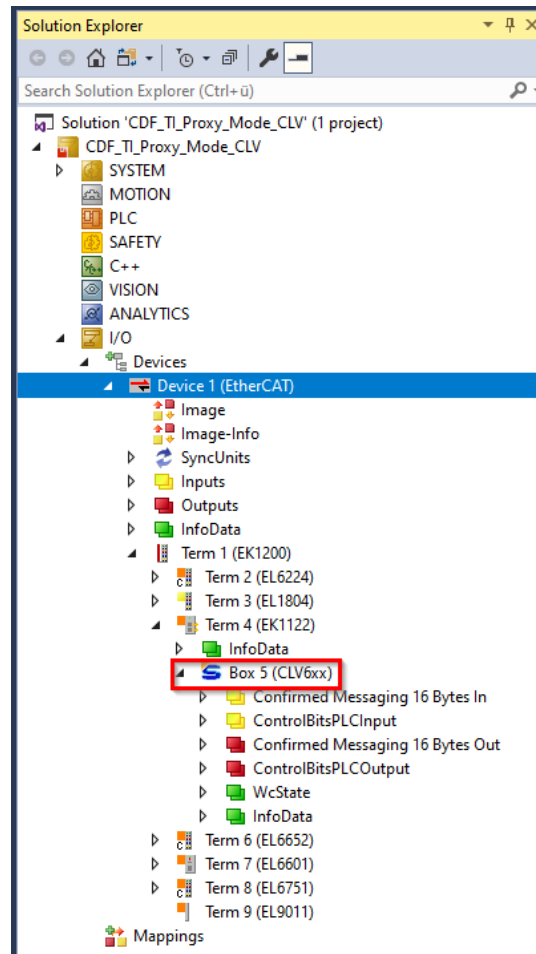 Solution Explorer
Search Solution Explorer (Ctrl+ü)
Solution 'CDF_TI_Proxy_Mode_CLV' (1 project)
CDF_TI_Proxy_Mode_CLV
SYSTEM
MOTION
PLC
SAFETY
C++
VISION
ANALYTICS
I/O
Devices
Device 1 (EtherCAT)
Image
Image-Info
SyncUnits
Inputs
Outputs
InfoData
Term 1 (EK1200)
Term 2 (EL6224)
Term 3 (EL1804)
Term 4 (EK1122)
InfoData
Box 5 (CLV6xx)
Confirmed Messaging 16 Bytes In
ControlBitsPLCInput
Confirmed Messaging 16 Bytes Out
ControlBitsPLCOutput
WcState
InfoData
Term 6 (EL6652)
Term 7 (EL6601)
Term 8 (EL6751)
Term 9 (EL9011)
Mappings